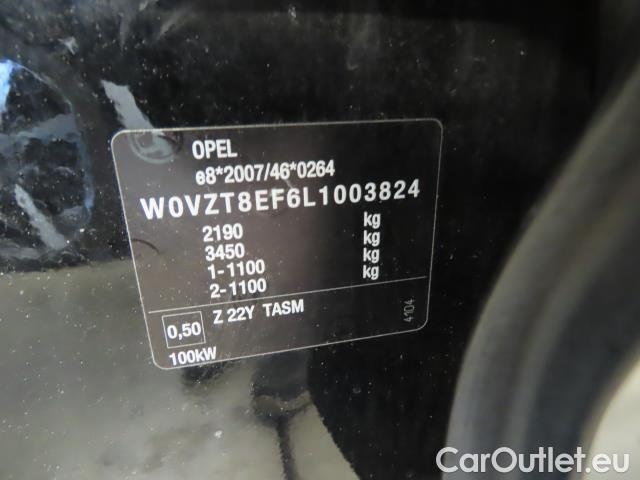 OPEL
e8*2007/46*0264
W0VZT8EF6L1003824
2190 kg
3450 kg
1-1100 kg
2-1100 kg
0,50 Z 22Y TASM
100kW
4104
CarOutlet.eu